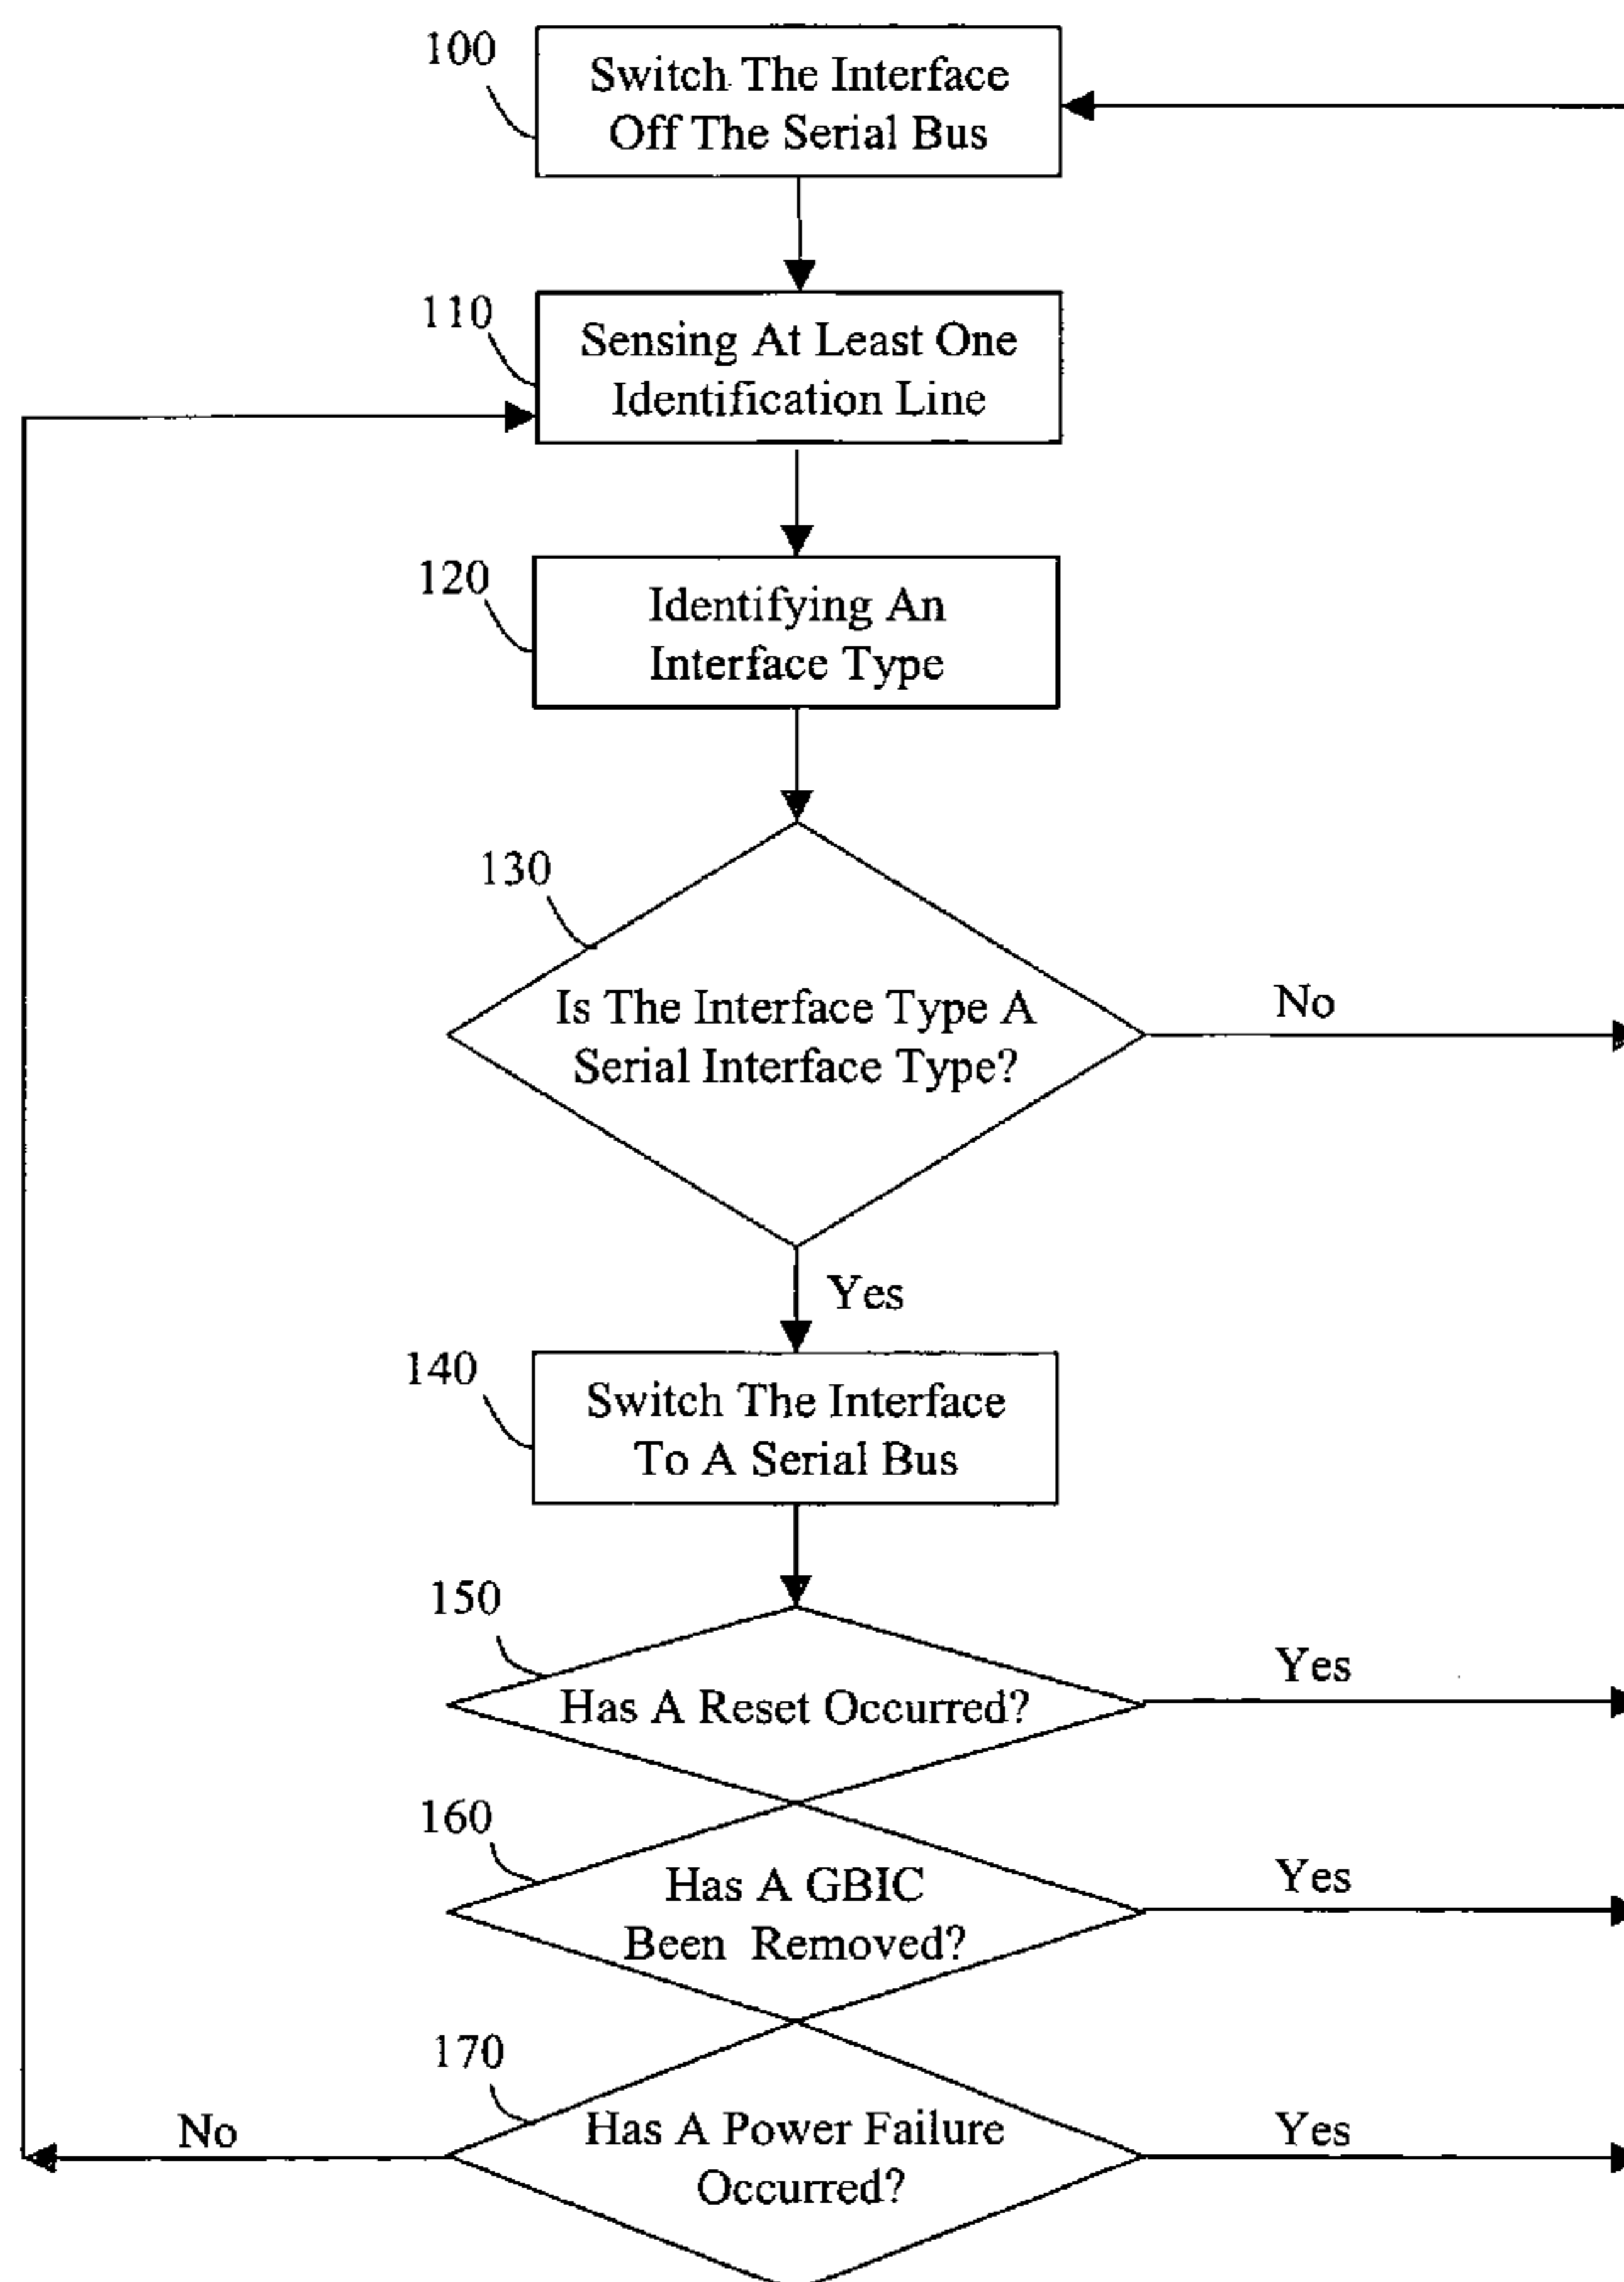 100
Switch The Interface
Off The Serial Bus
110
Sensing At Least One
Identification Line
120
Identifying An
Interface Type
130
Is The Interface Type A
Serial Interface Type?
No
Yes
140
Switch The Interface
To A Serial Bus
150
Has A Reset Occurred?
Yes
160
Has A GBIC
Been Removed?
Yes
170
Has A Power Failure
Occurred?
No
Yes